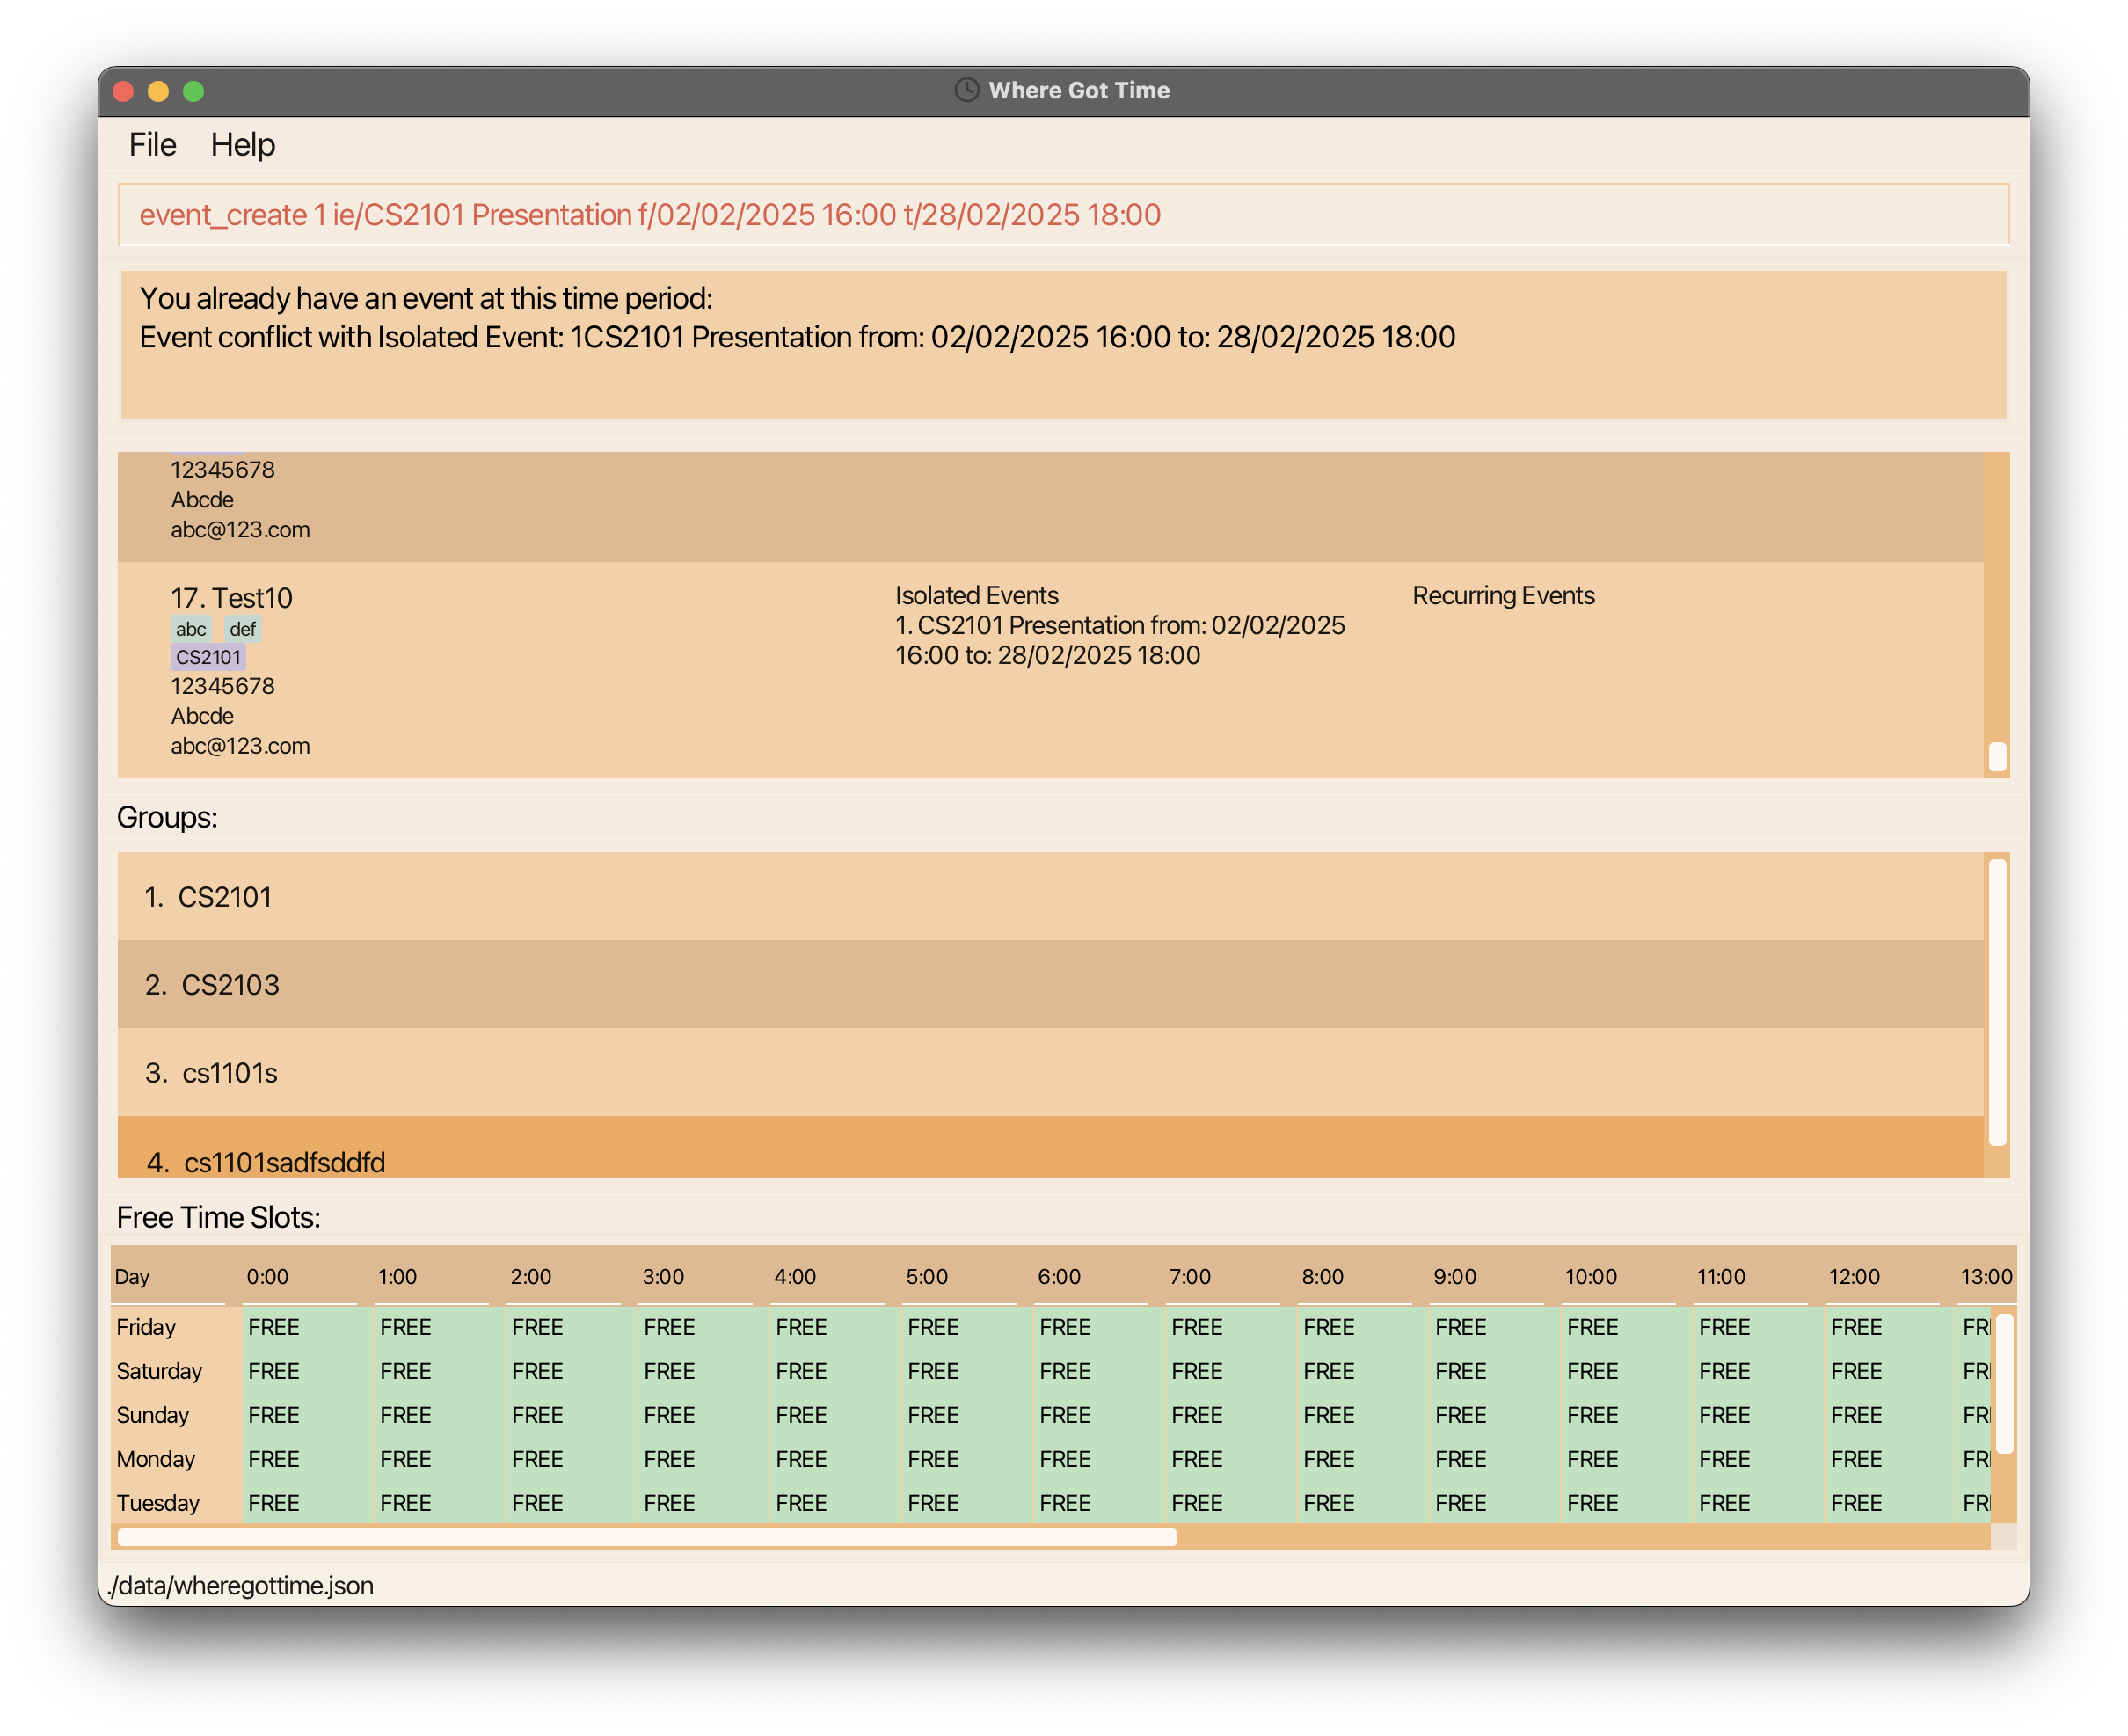 Where Got Time
File Help
event_create 1 ie/CS2101 Presentation f/02/02/2025 16:00 t/28/02/2025 18:00
You already have an event at this time period:
Event conflict with Isolated Event: 1CS2101 Presentation from: 02/02/2025 16:00 to: 28/02/2025 18:00
12345678
Abcde
abc@123.com
17. Test10 Isolated Events Recurring Events
abc def 1. CS2101 Presentation from: 02/02/2025
CS2101 16:00 to: 28/02/2025 18:00
12345678
Abcde
abc@123.com
Groups:
1. CS2101
2. CS2103
3. cs1101s
4. cs1101sadfsddfd
Free Time Slots:
Day 0:00 1:00 2:00 3:00 4:00 5:00 6:00 7:00 8:00 9:00 10:00 11:00 12:00 13:00
Friday FREE FREE FREE FREE FREE FREE FREE FREE FREE FREE FREE FREE FREE
Saturday FREE FREE FREE FREE FREE FREE FREE FREE FREE FREE FREE FREE FREE
Sunday FREE FREE FREE FREE FREE FREE FREE FREE FREE FREE FREE FREE FREE
Monday FREE FREE FREE FREE FREE FREE FREE FREE FREE FREE FREE FREE FREE
Tuesday FREE FREE FREE FREE FREE FREE FREE FREE FREE FREE FREE FREE FREE
./data/wheregottime.json